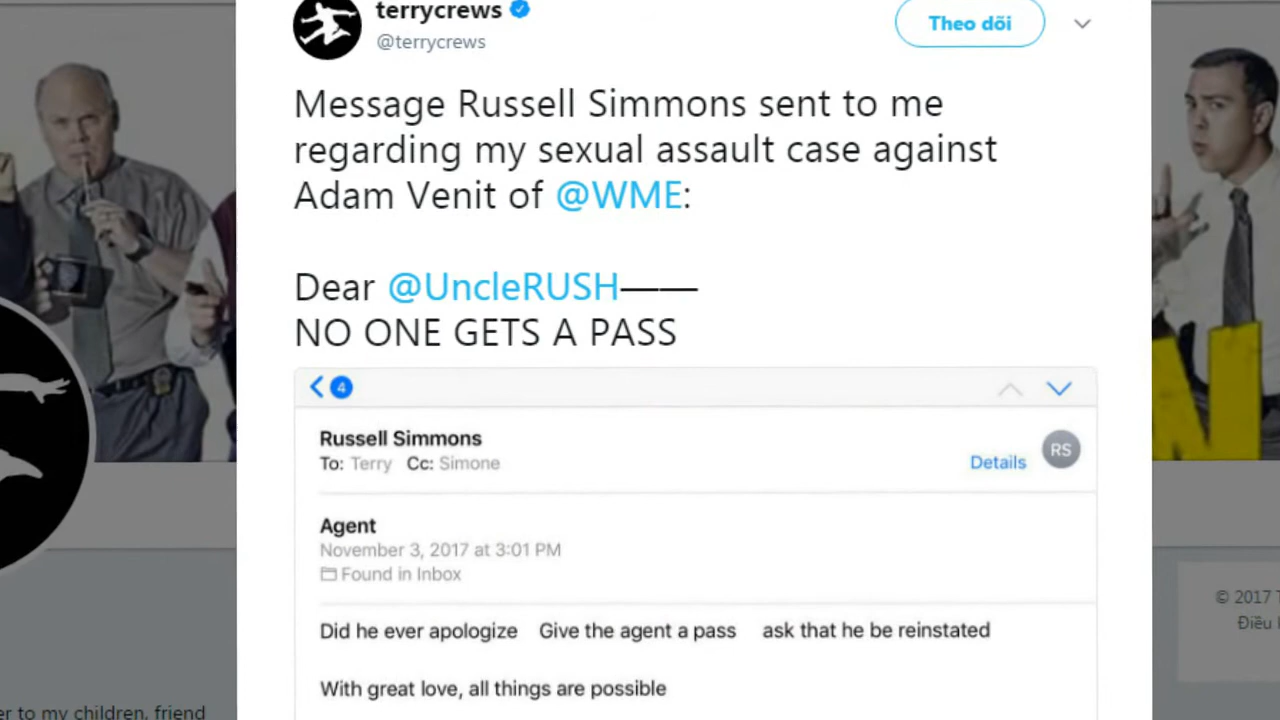 terrycrews
@terrycrews
Theo dõi
Message Russell Simmons sent to me
regarding my sexual assault case against
Adam Venit of @WME:
Dear @UncleRUSH——
NO ONE GETS A PASS
4
Russell Simmons
To: Terry Cc: Simone
Details
RS
Agent
November 3, 2017 at 3:01 PM
Found in Inbox
Did he ever apologize Give the agent a pass ask that he be reinstated
With great love, all things are possible
to my children, friend
© 2017
Điều